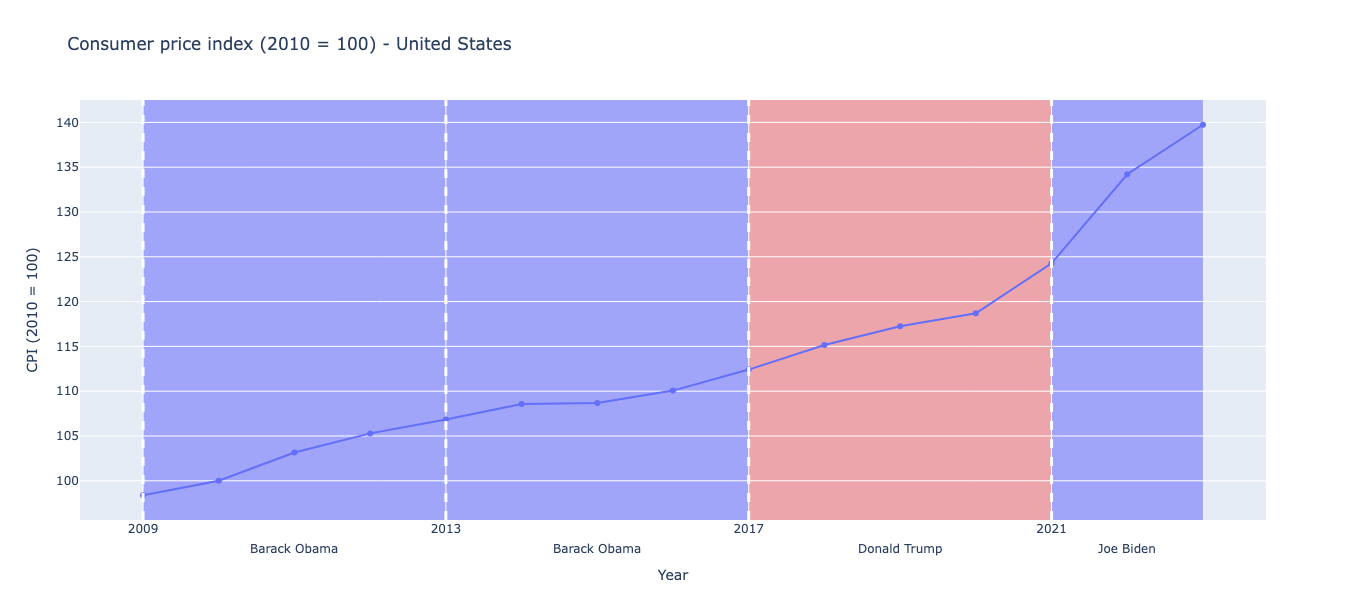 Consumer price index (2010 = 100) - United States
CPI (2010 = 100)
140
135
130
125
120
115
110
105
100
2009 2013 2017 2021
Barack Obama Barack Obama Donald Trump Joe Biden
Year